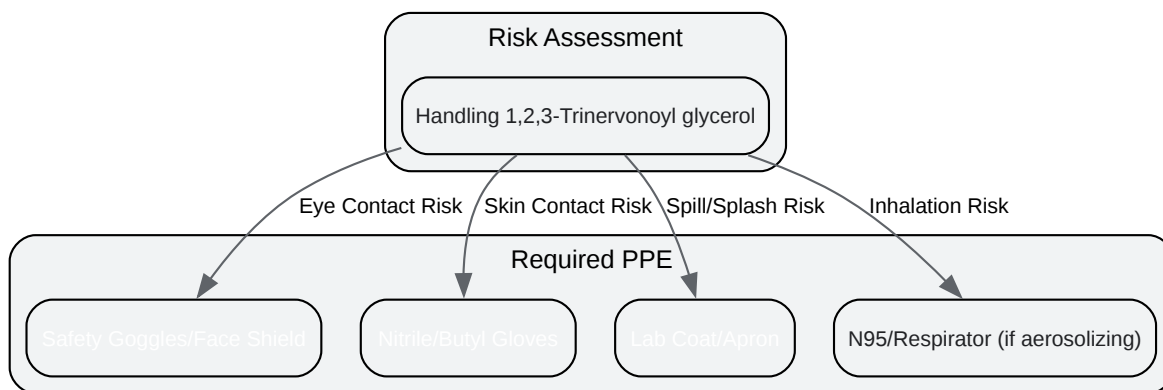 Risk Assessment
Handling 1,2,3-Trinervonoyl glycerol
Eye Contact Risk
Skin Contact Risk
Spill/Splash Risk
Inhalation Risk
Required PPE
Safety Goggles/Face Shield
Nitrile/Butyl Gloves
Lab Coat/Apron
N95/Respirator (if aerosolizing)